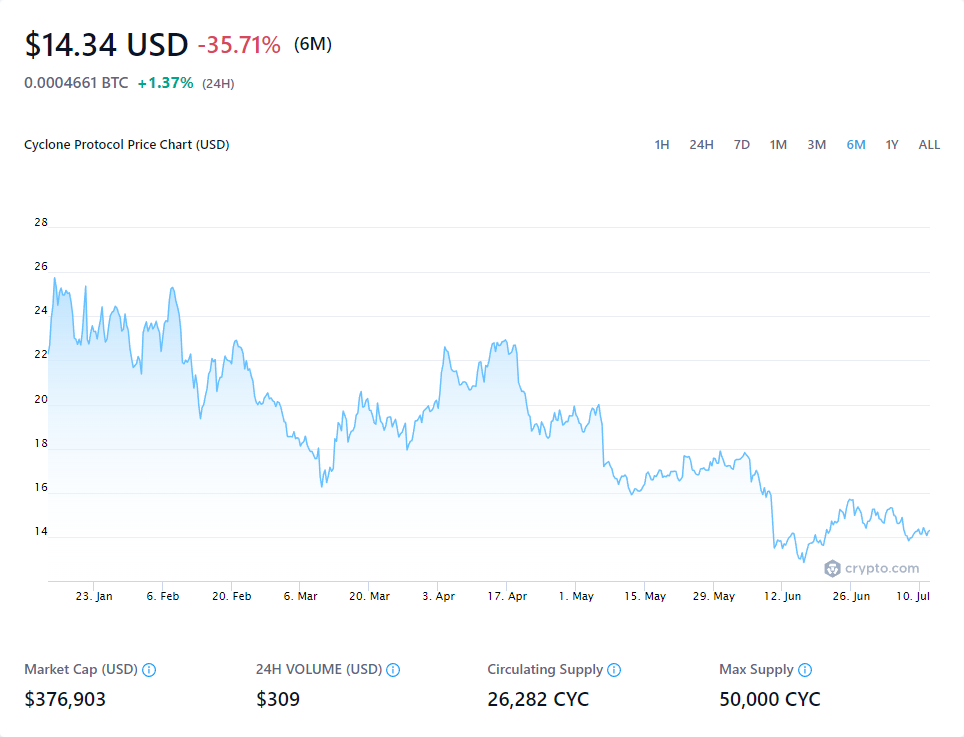 $14.34 USD -35.71% (6M)
0.0004661 BTC +1.37% (24H)
Cyclone Protocol Price Chart (USD) 1H 24H 7D 1M 3M 6M 1Y ALL
28
26
24
22
20
18
16
14
crypto.com
23. Jan 6. Feb 20. Feb 6. Mar 20. Mar 3. Apr 17. Apr 1. May 15. May 29. May 12. Jun 26. Jun 10. Jul
Market Cap (USD) 24H VOLUME (USD) Circulating Supply Max Supply
$376,903 $309 26,282 CYC 50,000 CYC